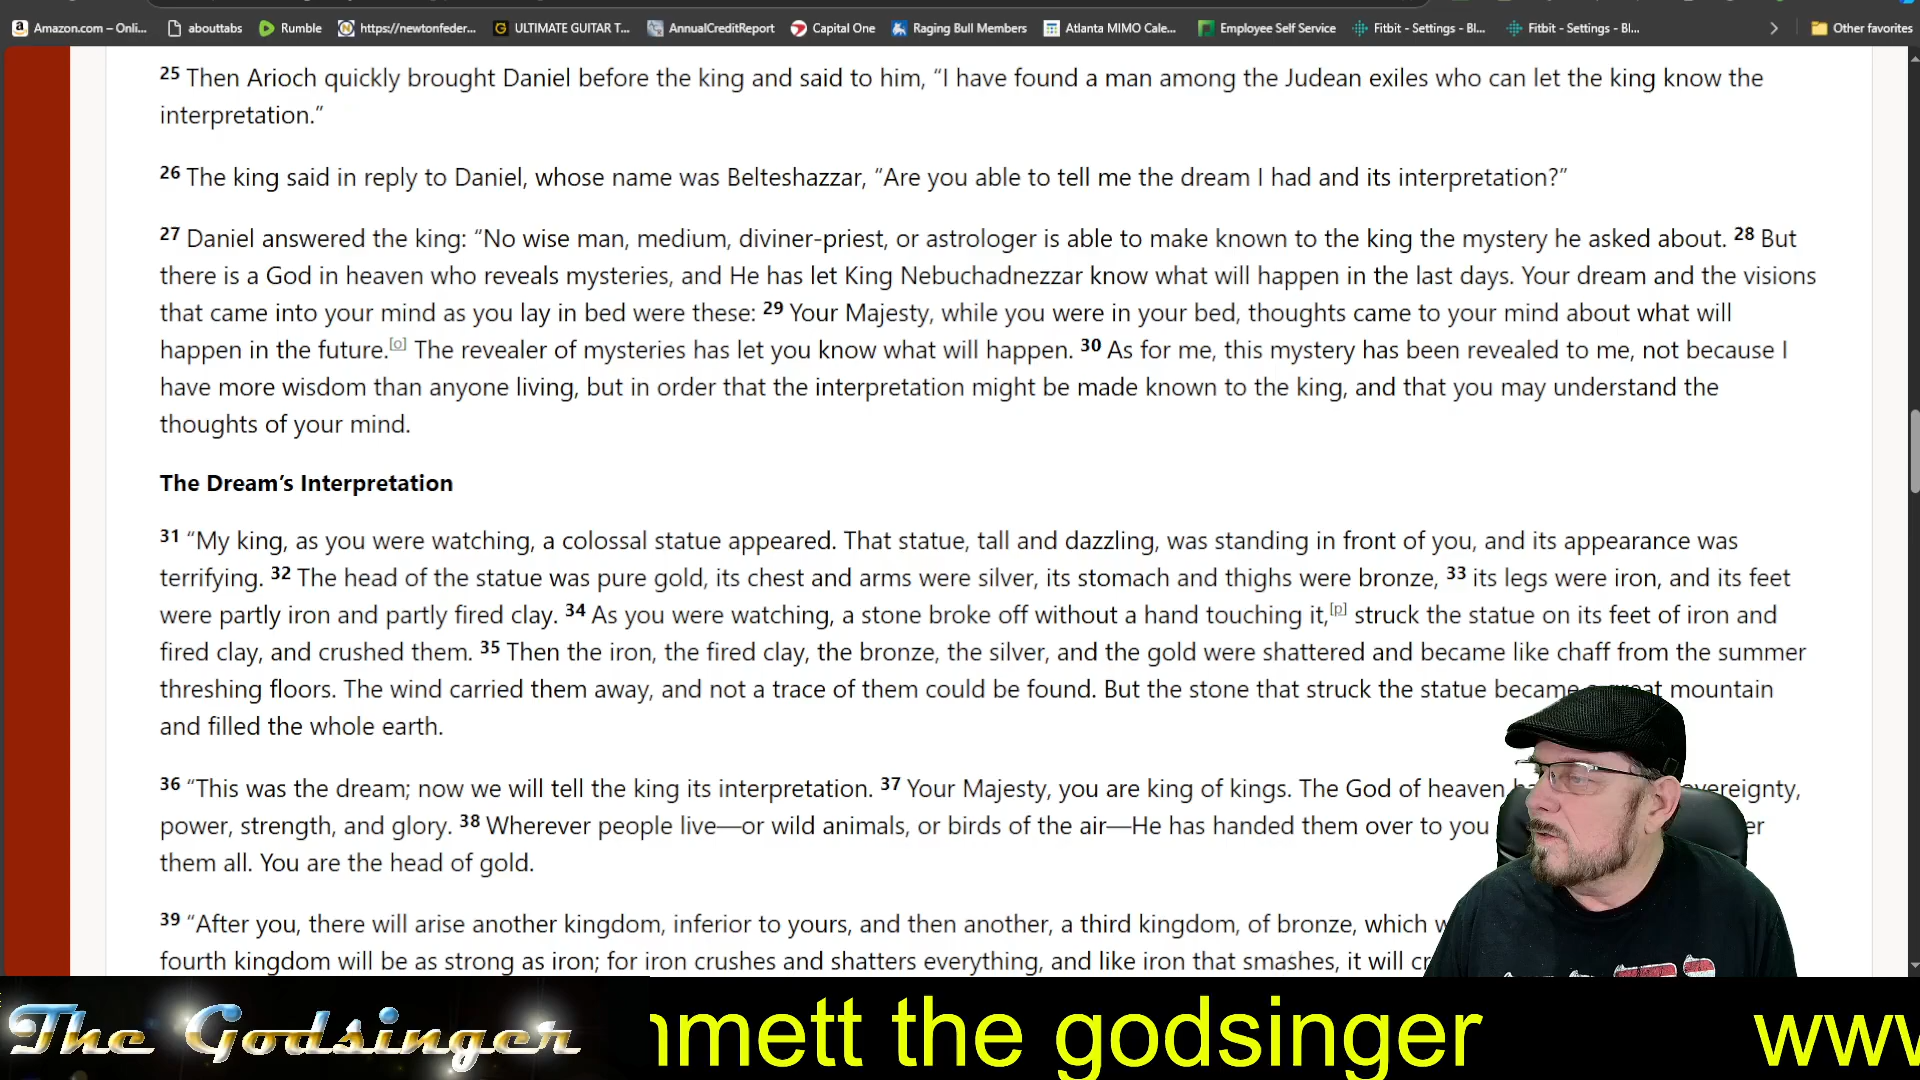 Amazon.com – Onli... abouttabs Rumble https://newtonfeder... ULTIMATE GUITAR T... AnnualCreditReport Capital One Raging Bull Members Atlanta MIMO Cale... Employee Self Service Fitbit - Settings - Bl... Fitbit - Settings - Bl... Other favorites
25 Then Arioch quickly brought Daniel before the king and said to him, “I have found a man among the Judean exiles who can let the king know the
interpretation.”
26 The king said in reply to Daniel, whose name was Belteshazzar, “Are you able to tell me the dream I had and its interpretation?”
27 Daniel answered the king: “No wise man, medium, diviner-priest, or astrologer is able to make known to the king the mystery he asked about. 28 But
there is a God in heaven who reveals mysteries, and He has let King Nebuchadnezzar know what will happen in the last days. Your dream and the visions
that came into your mind as you lay in bed were these: 29 Your Majesty, while you were in your bed, thoughts came to your mind about what will
happen in the future.[o] The revealer of mysteries has let you know what will happen. 30 As for me, this mystery has been revealed to me, not because I
have more wisdom than anyone living, but in order that the interpretation might be made known to the king, and that you may understand the
thoughts of your mind.
The Dream’s Interpretation
31 “My king, as you were watching, a colossal statue appeared. That statue, tall and dazzling, was standing in front of you, and its appearance was
terrifying. 32 The head of the statue was pure gold, its chest and arms were silver, its stomach and thighs were bronze, 33 its legs were iron, and its feet
were partly iron and partly fired clay. 34 As you were watching, a stone broke off without a hand touching it,[p] struck the statue on its feet of iron and
fired clay, and crushed them. 35 Then the iron, the fired clay, the bronze, the silver, and the gold were shattered and became like chaff from the summer
threshing floors. The wind carried them away, and not a trace of them could be found. But the stone that struck the statue became a great mountain
and filled the whole earth.
36 “This was the dream; now we will tell the king its interpretation. 37 Your Majesty, you are king of kings. The God of heaven sovereignty,
power, strength, and glory. 38 Wherever people live—or wild animals, or birds of the air—He has handed them over to you
them all. You are the head of gold.
39 “After you, there will arise another kingdom, inferior to yours, and then another, a third kingdom, of bronze, which
fourth kingdom will be as strong as iron; for iron crushes and shatters everything, and like iron that smashes, it will
The Godsinger mmett the godsinger www